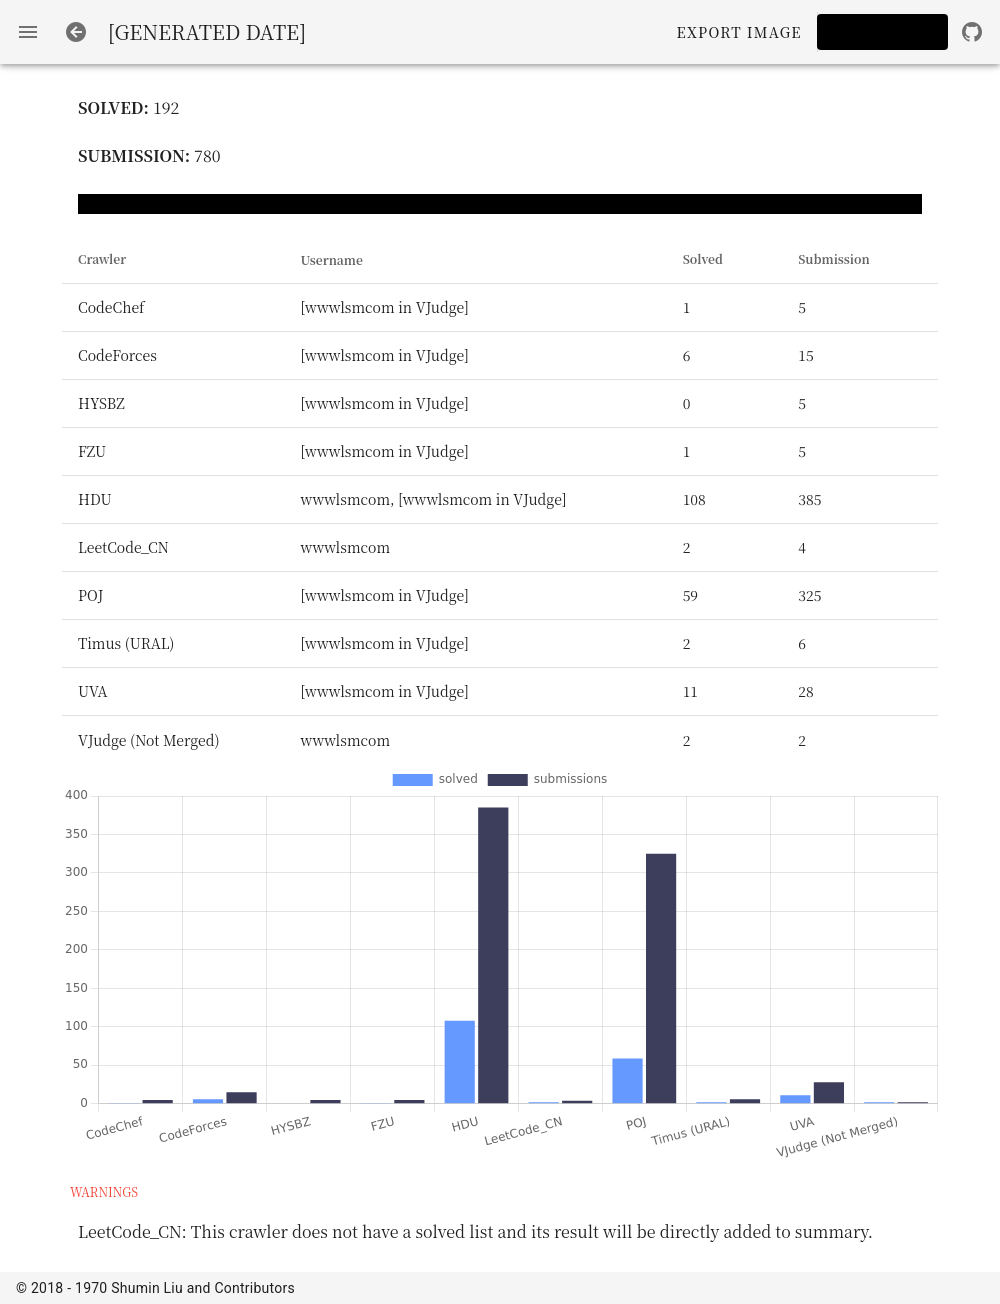 [GENERATED DATE] EXPORT IMAGE
SOLVED: 192
SUBMISSION: 780
Crawler Username Solved Submission
CodeChef [wwwlsmcom in VJudge] 1 5
CodeForces [wwwlsmcom in VJudge] 6 15
HYSBZ [wwwlsmcom in VJudge] 0 5
FZU [wwwlsmcom in VJudge] 1 5
HDU wwwlsmcom, [wwwlsmcom in VJudge] 108 385
LeetCode_CN wwwlsmcom 2 4
POJ [wwwlsmcom in VJudge] 59 325
Timus (URAL) [wwwlsmcom in VJudge] 2 6
UVA [wwwlsmcom in VJudge] 11 28
VJudge (Not Merged) wwwlsmcom 2 2
solved submissions
400
350
300
250
200
150
100
50
0
CodeChef CodeForces HYSBZ FZU HDU LeetCode_CN POJ Timus (URAL) UVA VJudge (Not Merged)
WARNINGS
LeetCode_CN: This crawler does not have a solved list and its result will be directly added to summary.
© 2018 - 1970 Shumin Liu and Contributors